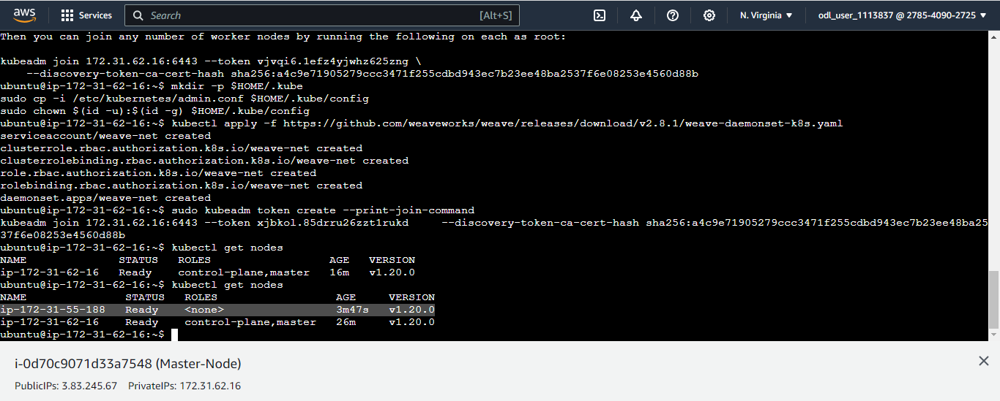 aws
Services
Search
[Alt+S]
N. Virginia
odl_user_1113837 @ 2785-4090-2725
Then you can join any number of worker nodes by running the following on each as root:
kubeadm join 172.31.62.16:6443 --token vjvqi6.1efz4yjwhz625zng \
--discovery-token-ca-cert-hash sha256:a4c9e71905279ccc3471f255cdbd943ec7b23ee48ba2537f6e08253e4560d88b
ubuntu@ip-172-31-62-16:~$ mkdir -p $HOME/.kube
sudo cp -i /etc/kubernetes/admin.conf $HOME/.kube/config
sudo chown $(id -u):$(id -g) $HOME/.kube/config
ubuntu@ip-172-31-62-16:~$ kubectl apply -f https://github.com/weaveworks/weave/releases/download/v2.8.1/weave-daemonset-k8s.yaml
serviceaccount/weave-net created
clusterrole.rbac.authorization.k8s.io/weave-net created
clusterrolebinding.rbac.authorization.k8s.io/weave-net created
role.rbac.authorization.k8s.io/weave-net created
rolebinding.rbac.authorization.k8s.io/weave-net created
daemonset.apps/weave-net created
ubuntu@ip-172-31-62-16:~$ sudo kubeadm token create --print-join-command
kubeadm join 172.31.62.16:6443 --token xjbkol.85drru26zzt1rukd     --discovery-token-ca-cert-hash sha256:a4c9e71905279ccc3471f255cdbd943ec7b23ee48ba25
37f6e08253e4560d88b
ubuntu@ip-172-31-62-16:~$ kubectl get nodes
NAME              STATUS   ROLES                  AGE   VERSION
ip-172-31-62-16   Ready    control-plane,master   16m   v1.20.0
ubuntu@ip-172-31-62-16:~$ kubectl get nodes
NAME               STATUS   ROLES                  AGE     VERSION
ip-172-31-55-188   Ready    <none>                 3m47s   v1.20.0
ip-172-31-62-16    Ready    control-plane,master   26m     v1.20.0
ubuntu@ip-172-31-62-16:~$
i-0d70c9071d33a7548 (Master-Node)
PublicIPs: 3.83.245.67 PrivateIPs: 172.31.62.16